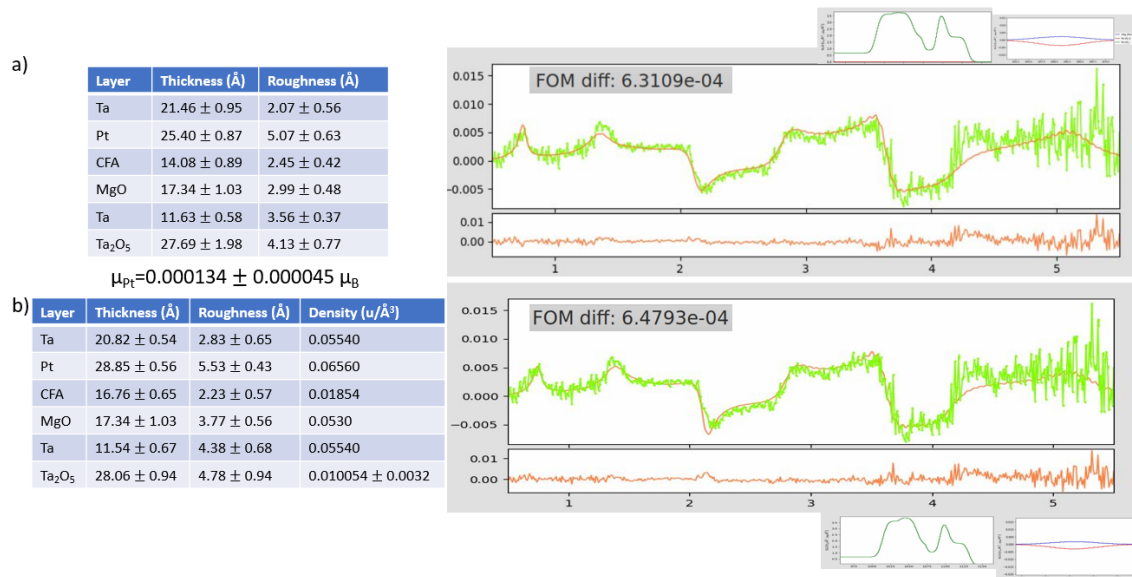 a)
Layer Thickness (Å) Roughness (Å)
Ta 21.46 ± 0.95 2.07 ± 0.56
Pt 25.40 ± 0.87 5.07 ± 0.63
CFA 14.08 ± 0.89 2.45 ± 0.42
MgO 17.34 ± 1.03 2.99 ± 0.48
Ta 11.63 ± 0.58 3.56 ± 0.37
Ta₂O₅ 27.69 ± 1.98 4.13 ± 0.77
μPt=0.000134 ± 0.000045 μB
FOM diff: 6.3109e-04
0.015
0.010
0.005
0.000
−0.005
0.01
0.00
1 2 3 4 5
b)
Layer Thickness (Å) Roughness (Å) Density (u/Å³)
Ta 20.82 ± 0.54 2.83 ± 0.65 0.05540
Pt 28.85 ± 0.56 5.53 ± 0.43 0.06560
CFA 16.76 ± 0.65 2.23 ± 0.57 0.01854
MgO 17.34 ± 1.03 3.77 ± 0.56 0.0530
Ta 11.54 ± 0.67 4.38 ± 0.68 0.05540
Ta₂O₅ 28.06 ± 0.94 4.78 ± 0.94 0.010054 ± 0.0032
FOM diff: 6.4793e-04
0.015
0.010
0.005
0.000
−0.005
0.01
0.00
1 2 3 4 5